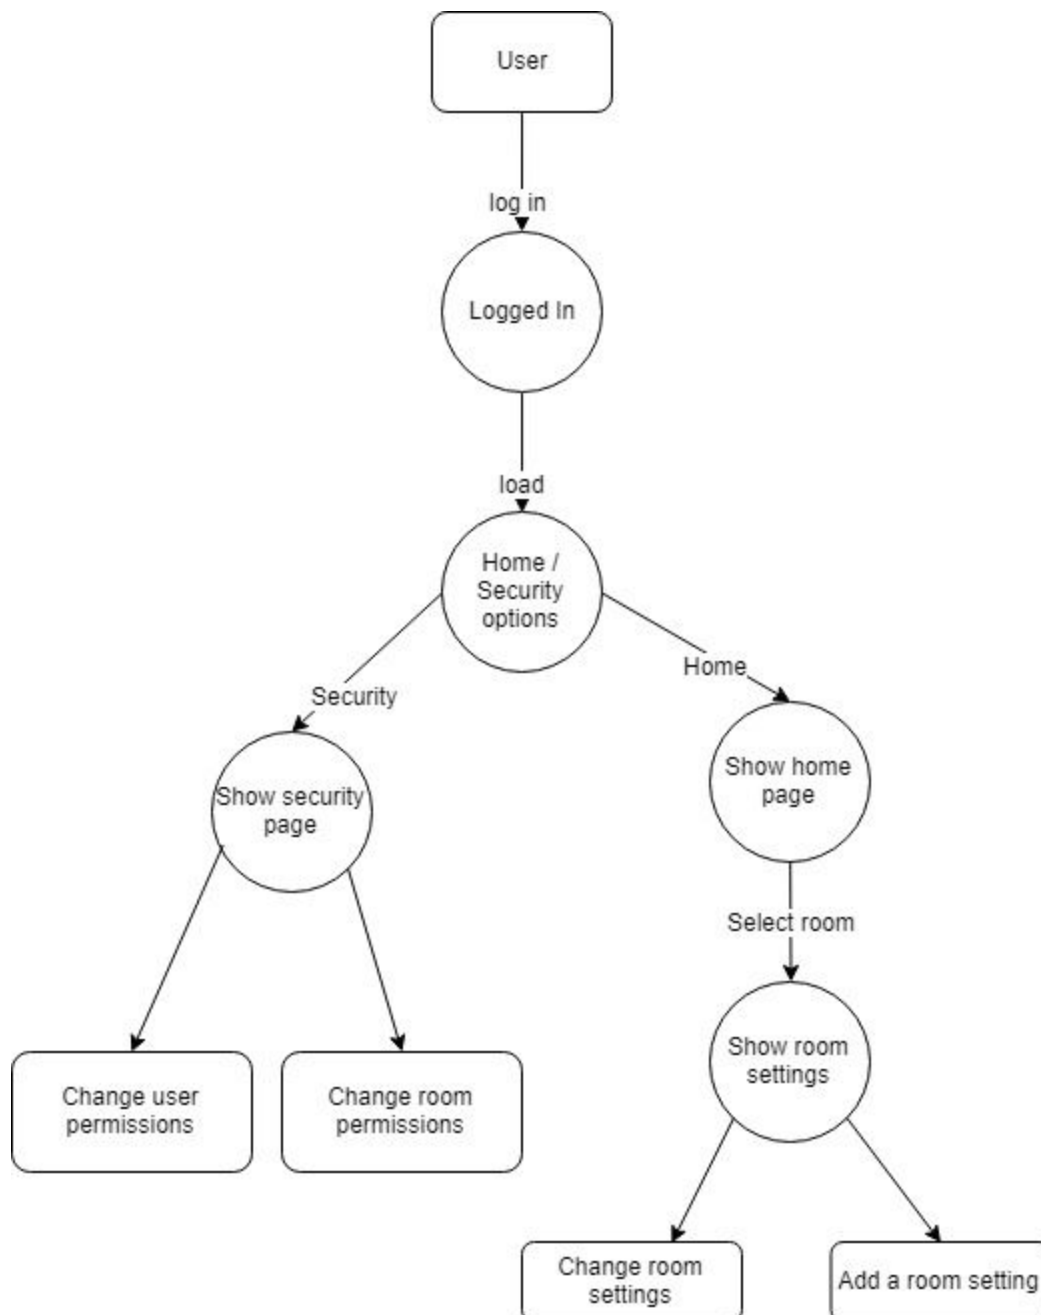 User
log in
Logged In
load
Home /
Security
options
Security
Home
Show security
page
Show home
page
Select room
Show room
settings
Change user
permissions
Change room
permissions
Change room
settings
Add a room setting